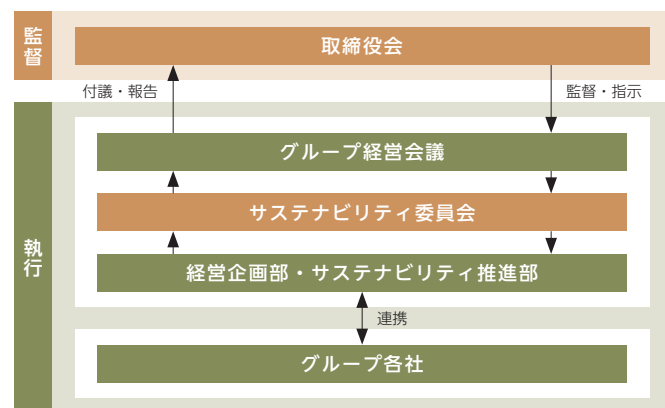 監督
取締役会
付議・報告
監督・指示
執行
グループ経営会議
サステナビリティ委員会
経営企画部・サステナビリティ推進部
連携
グループ各社